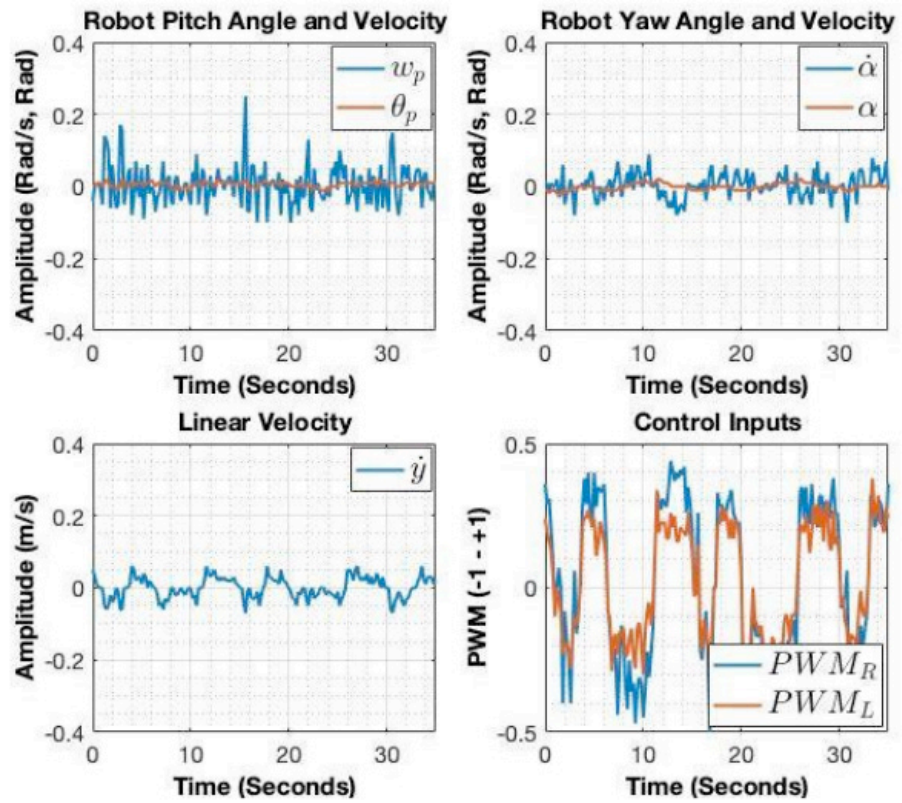 Robot Pitch Angle and Velocity
Amplitude (Rad/s, Rad)
0.4
0.2
0
-0.2
-0.4
w_p
θ_p
0 10 20 30
Time (Seconds)
Robot Yaw Angle and Velocity
Amplitude (Rad/s, Rad)
0.4
0.2
0
-0.2
-0.4
α̇
α
0 10 20 30
Time (Seconds)
Linear Velocity
Amplitude (m/s)
0.4
0.2
0
-0.2
-0.4
ẏ
0 10 20 30
Time (Seconds)
Control Inputs
PWM (-1 - +1)
0.5
0
-0.5
PWM_R
PWM_L
0 10 20 30
Time (Seconds)